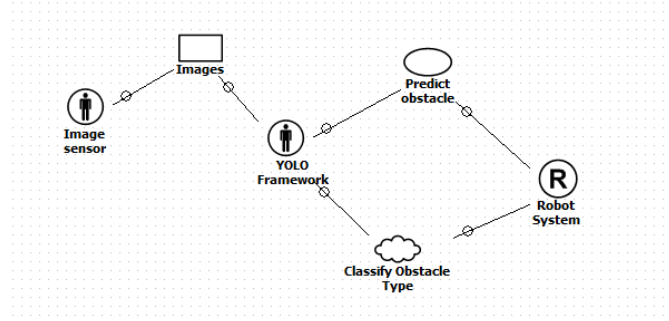 Images
Image
sensor
YOLO
Framework
Predict
obstacle
R
Robot
System
Classify Obstacle
Type